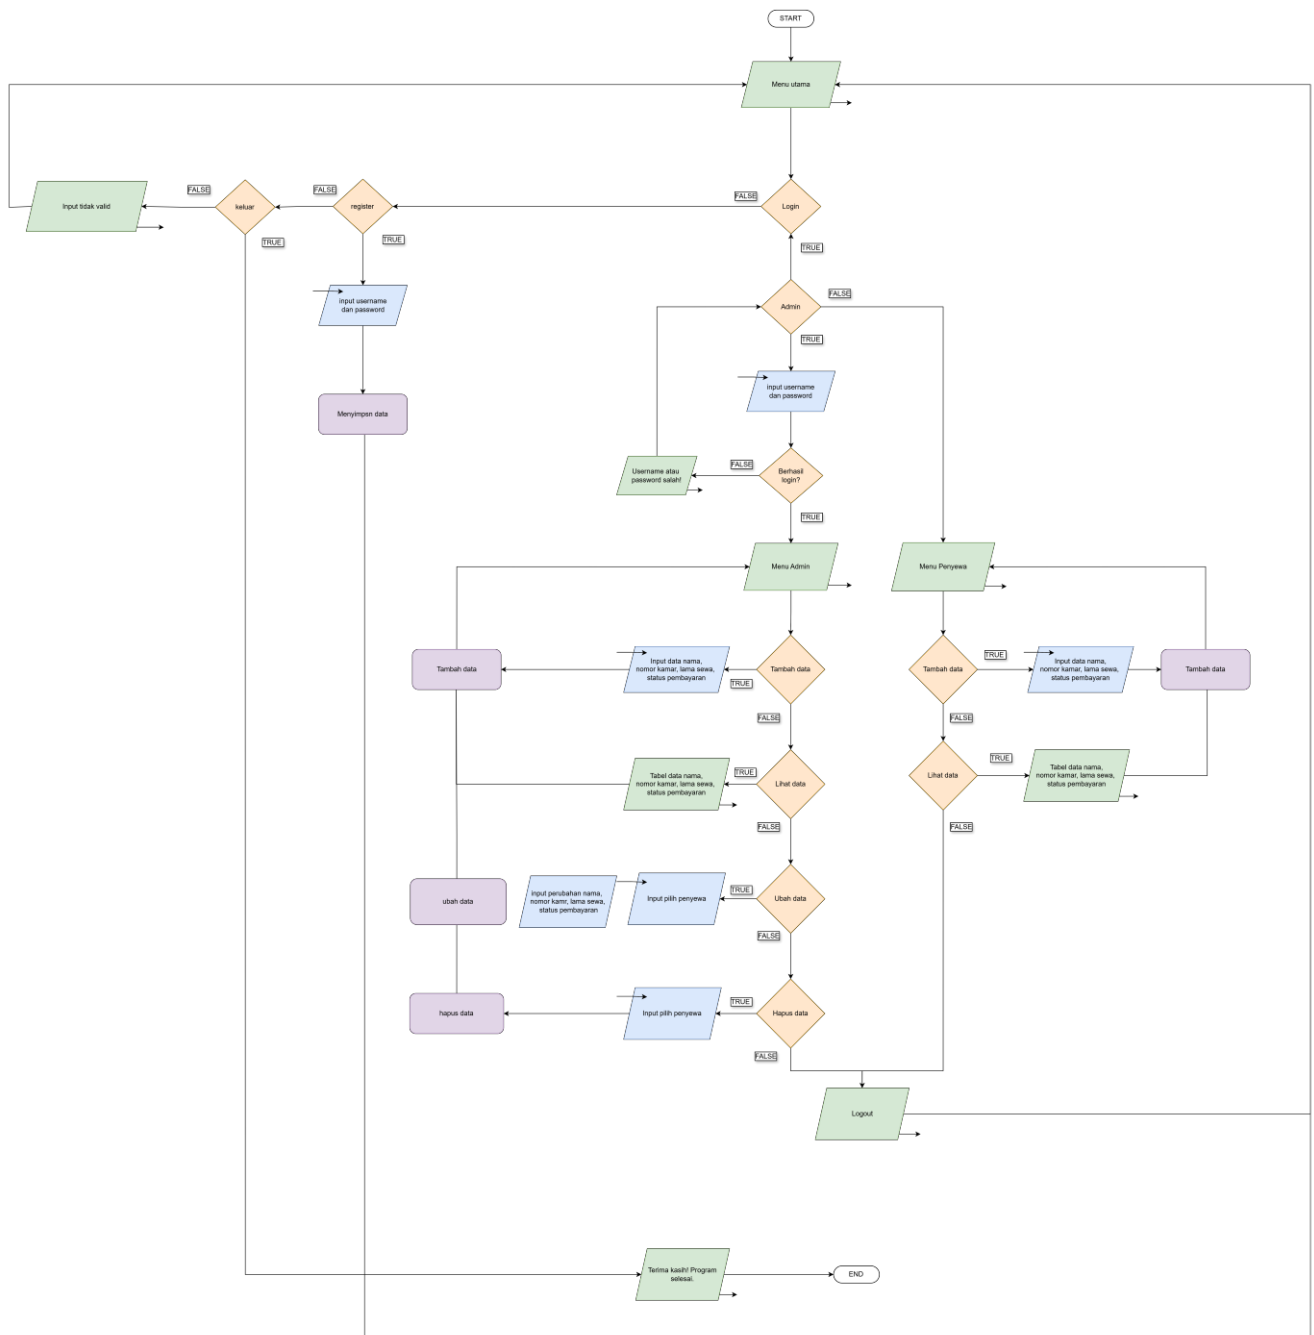 START
Menu utama
FALSE
FALSE
FALSE
Input tidak valid
keluar
register
Login
TRUE
TRUE
TRUE
input username
dan password
Admin
FALSE
TRUE
input username
dan password
Menyimpsn data
Username atau
password salah!
FALSE
Berhasil
login?
TRUE
Menu Admin
Menu Penyewa
Tambah data
Input data nama,
nomor kamar, lama sewa,
status pembayaran
TRUE
Tambah data
Tambah data
TRUE
Input data nama,
nomor kamar, lama sewa,
status pembayaran
Tambah data
FALSE
FALSE
Tabel data nama,
nomor kamar, lama sewa,
status pembayaran
TRUE
Lihat data
Lihat data
TRUE
Tabel data nama,
nomor kamar, lama sewa,
status pembayaran
FALSE
FALSE
ubah data
input perubahan nama,
nomor kamr, lama sewa,
status pembayaran
Input pilih penyewa
TRUE
Ubah data
FALSE
hapus data
Input pilih penyewa
TRUE
Hapus data
FALSE
Logout
Terima kasih! Program
selesai.
END